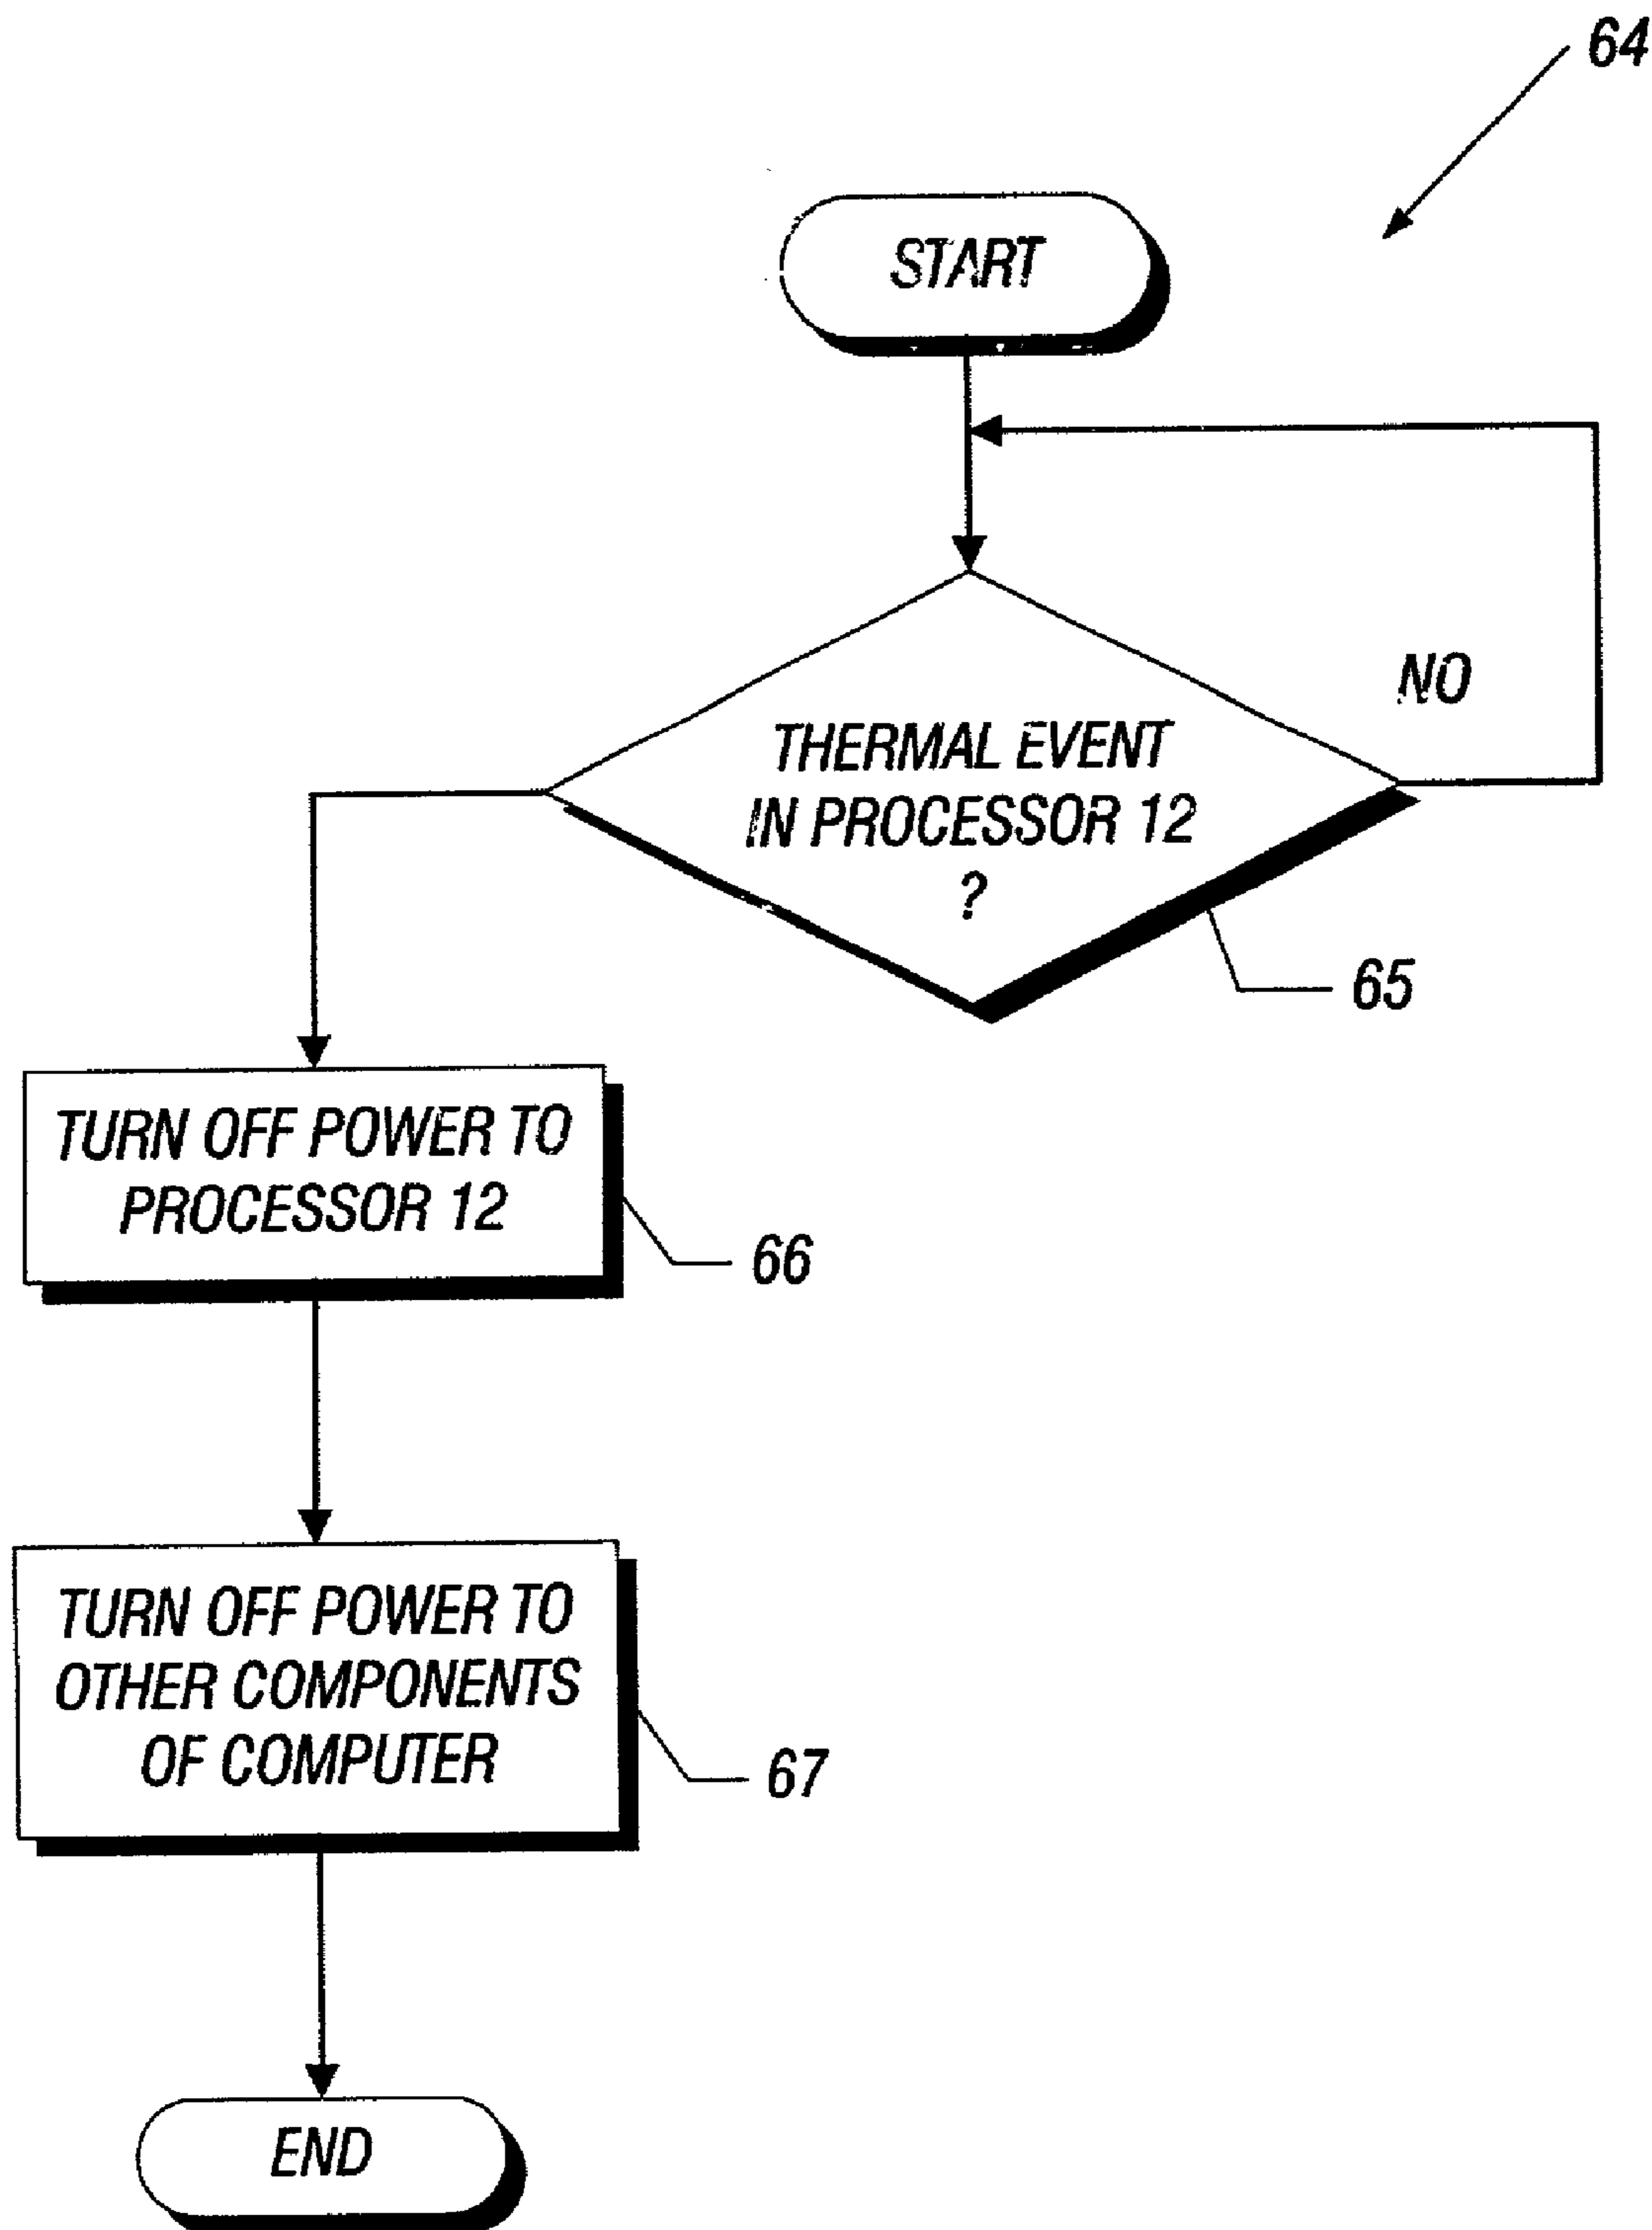 64
START
NO
THERMAL EVENT
IN PROCESSOR 12
?
65
TURN OFF POWER TO
PROCESSOR 12
66
TURN OFF POWER TO
OTHER COMPONENTS
OF COMPUTER
67
END